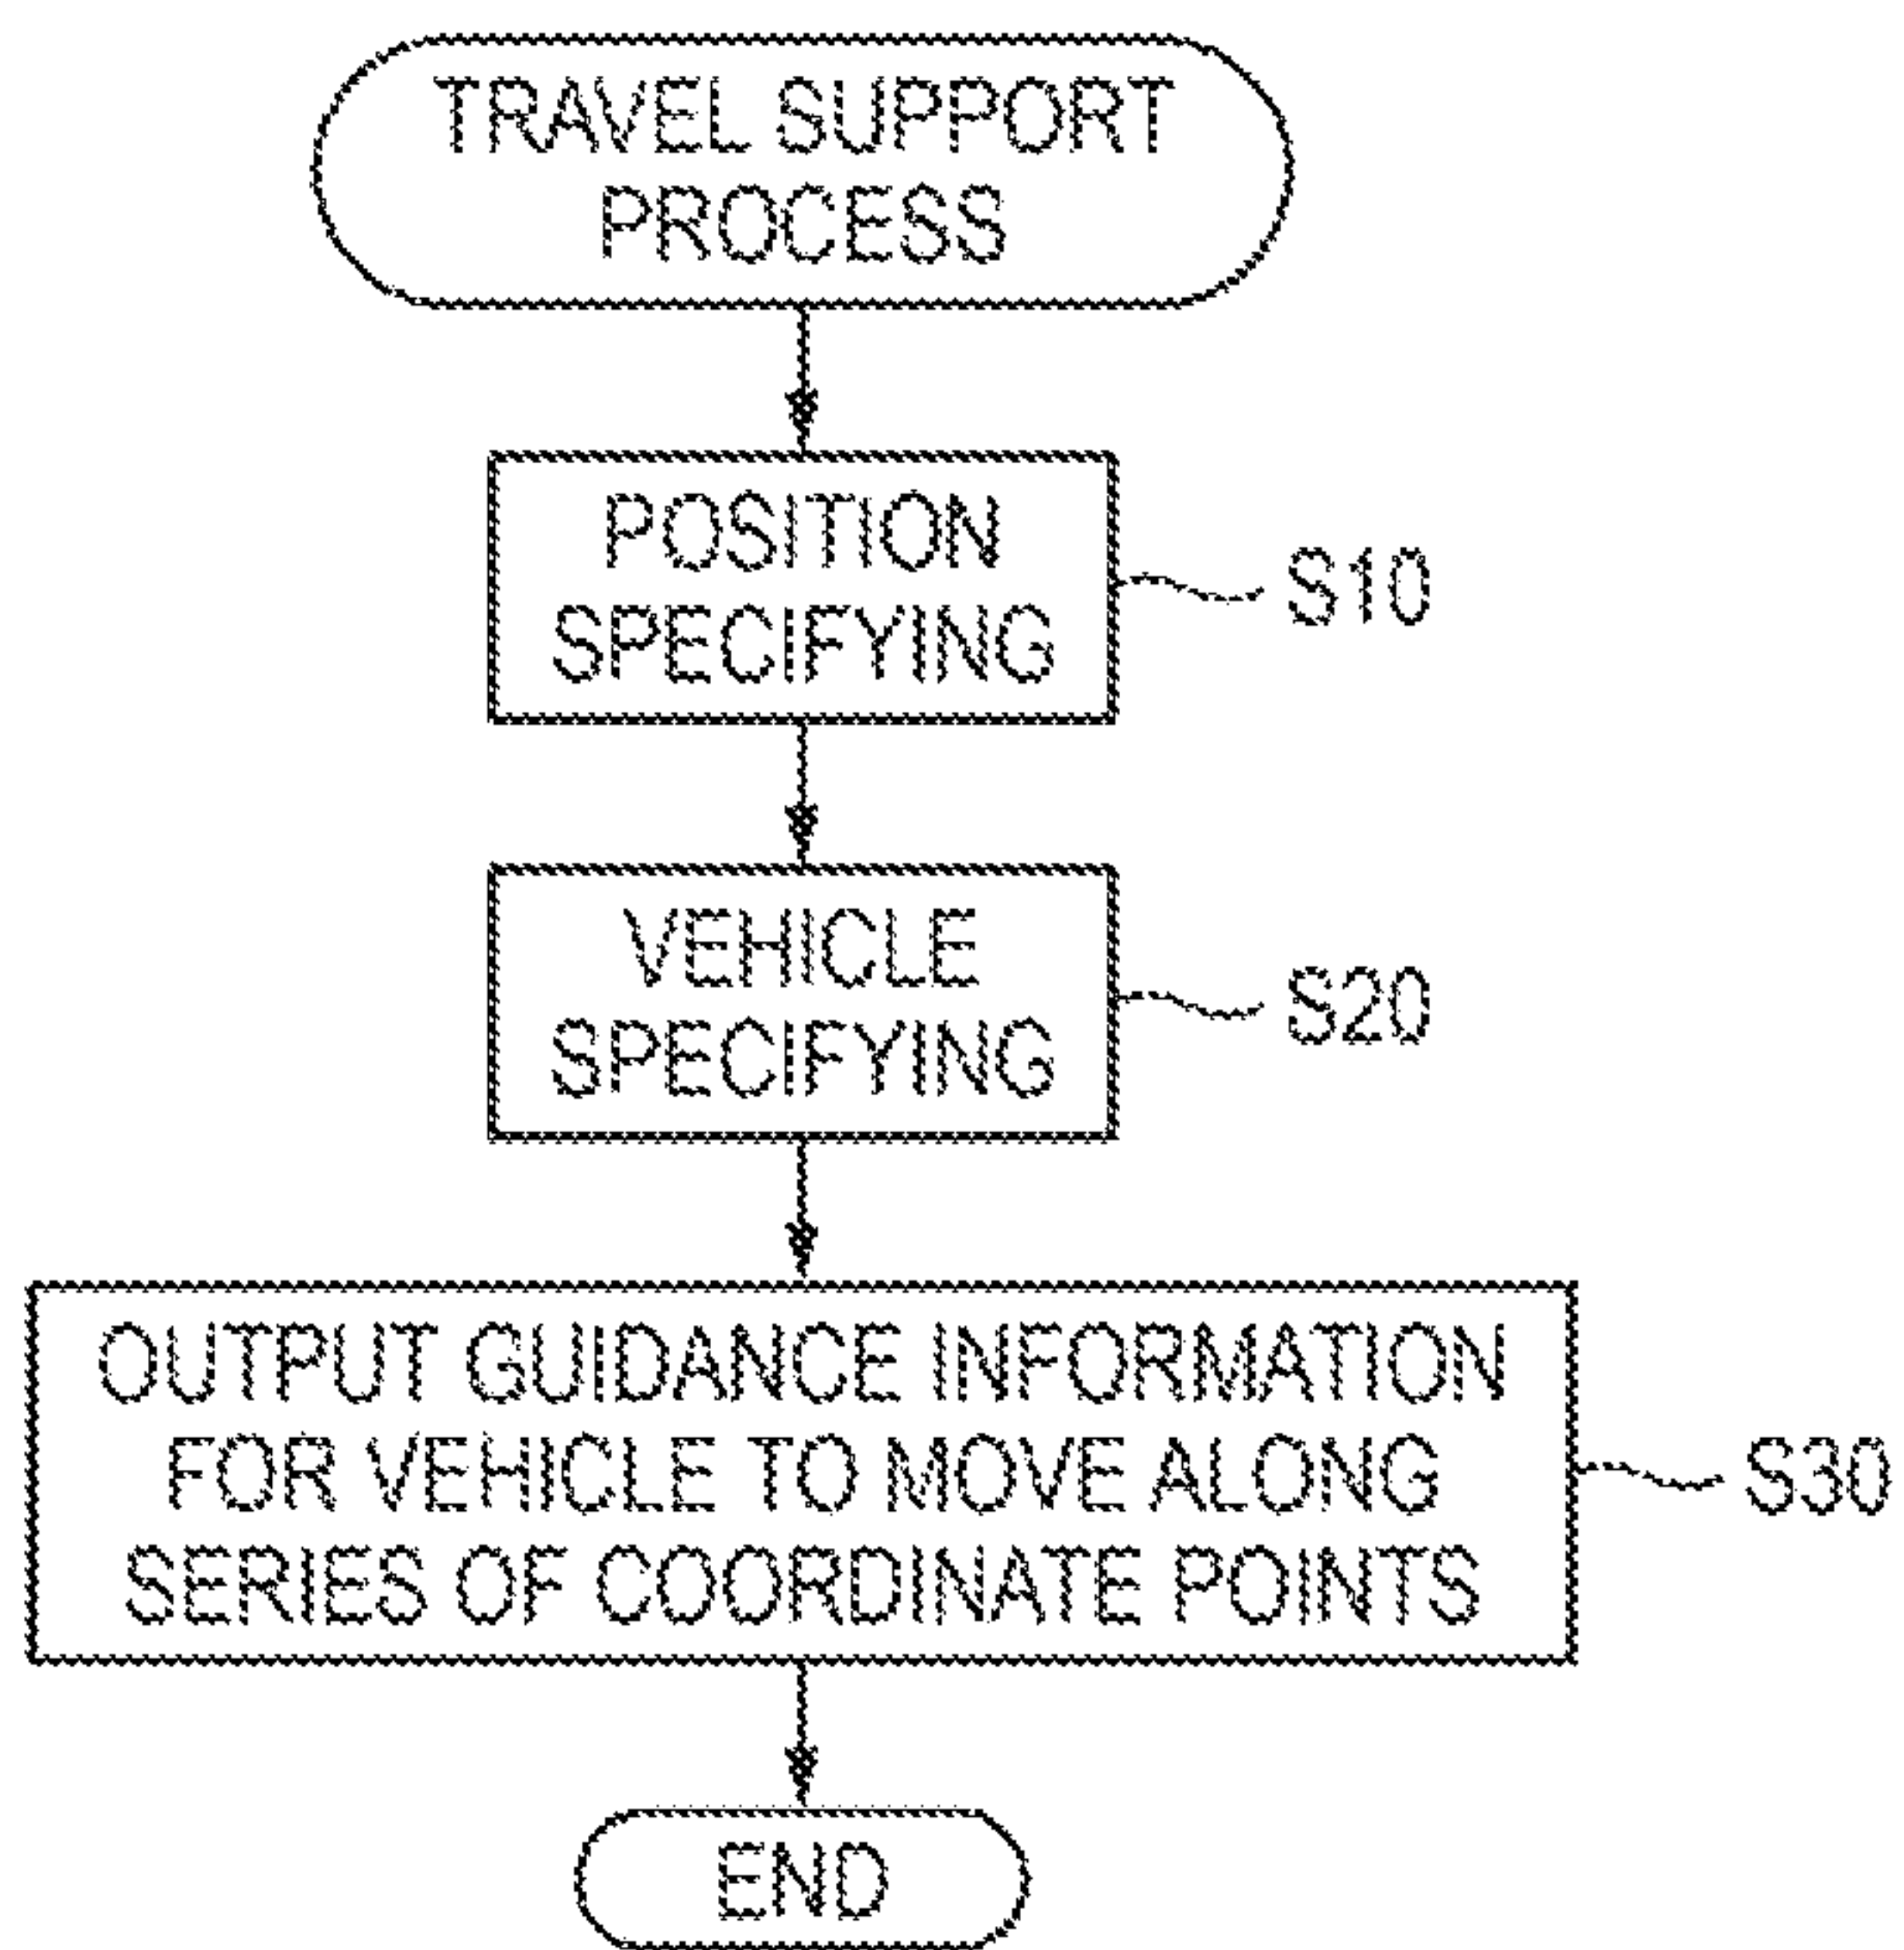 TRAVEL SUPPORT
PROCESS
POSITION
SPECIFYING
S10
VEHICLE
SPECIFYING
S20
OUTPUT GUIDANCE INFORMATION
FOR VEHICLE TO MOVE ALONG
SERIES OF COORDINATE POINTS
S30
END